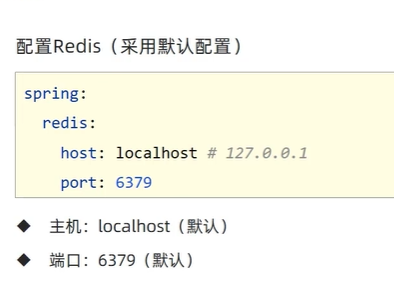 配置Redis（采用默认配置）
spring:
  redis:
    host: localhost # 127.0.0.1
    port: 6379
◆ 主机：localhost（默认）
◆ 端口：6379（默认）